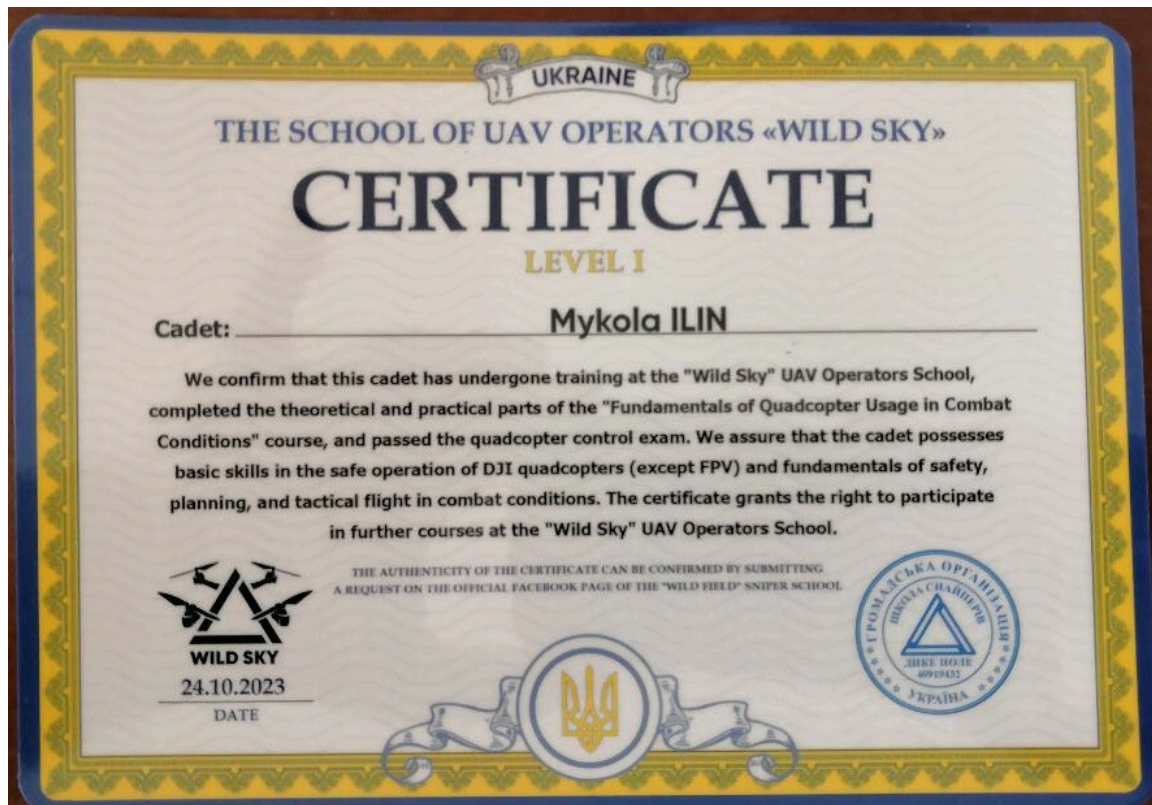 UKRAINE
THE SCHOOL OF UAV OPERATORS «WILD SKY»
CERTIFICATE
LEVEL I
Cadet: Mykola ILIN
We confirm that this cadet has undergone training at the "Wild Sky" UAV Operators School,
completed the theoretical and practical parts of the "Fundamentals of Quadcopter Usage in Combat
Conditions" course, and passed the quadcopter control exam. We assure that the cadet possesses
basic skills in the safe operation of DJI quadcopters (except FPV) and fundamentals of safety,
planning, and tactical flight in combat conditions. The certificate grants the right to participate
in further courses at the "Wild Sky" UAV Operators School.
THE AUTHENTICITY OF THE CERTIFICATE CAN BE CONFIRMED BY SUBMITTING
A REQUEST ON THE OFFICIAL FACEBOOK PAGE OF THE "WILD FIELD" SNIPER SCHOOL
WILD SKY
24.10.2023
DATE
ГРОМАДСЬКА ОРГАНІЗАЦІЯ
ШКОЛА СНАЙПЕРІВ
ДИКЕ ПОЛЕ
40919432
УКРАЇНА